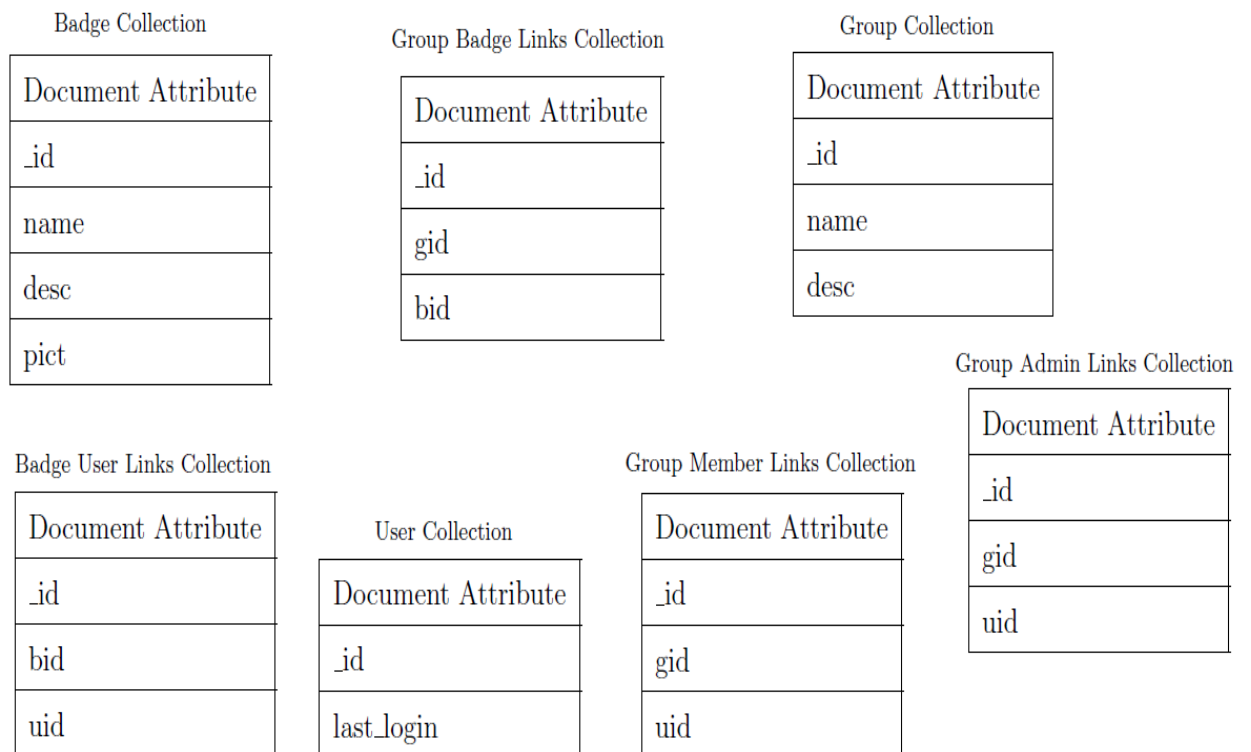 Badge Collection
Document Attribute
_id
name
desc
pict
Group Badge Links Collection
Document Attribute
_id
gid
bid
Group Collection
Document Attribute
_id
name
desc
Group Admin Links Collection
Document Attribute
_id
gid
uid
Badge User Links Collection
Document Attribute
_id
bid
uid
User Collection
Document Attribute
_id
last_login
Group Member Links Collection
Document Attribute
_id
gid
uid